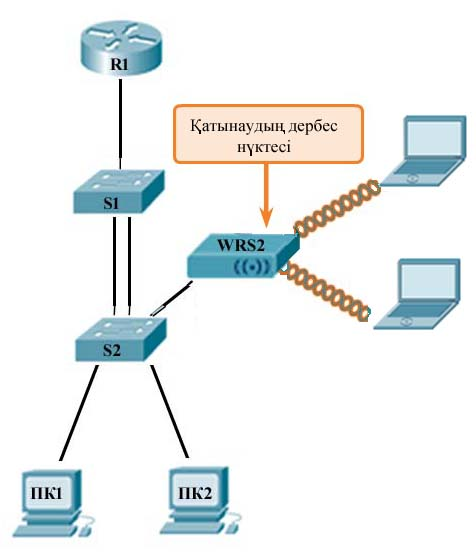 R1
Қатынаудың дербес
нүктесі
S1
WRS2
S2
ПК1
ПК2